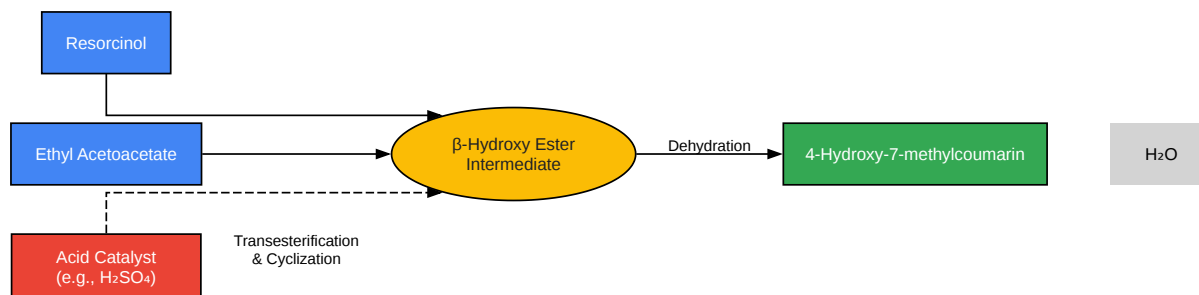 Resorcinol
Ethyl Acetoacetate
β-Hydroxy Ester
Intermediate
Dehydration
4-Hydroxy-7-methylcoumarin
H₂O
Acid Catalyst
(e.g., H₂SO₄)
Transesterification
& Cyclization